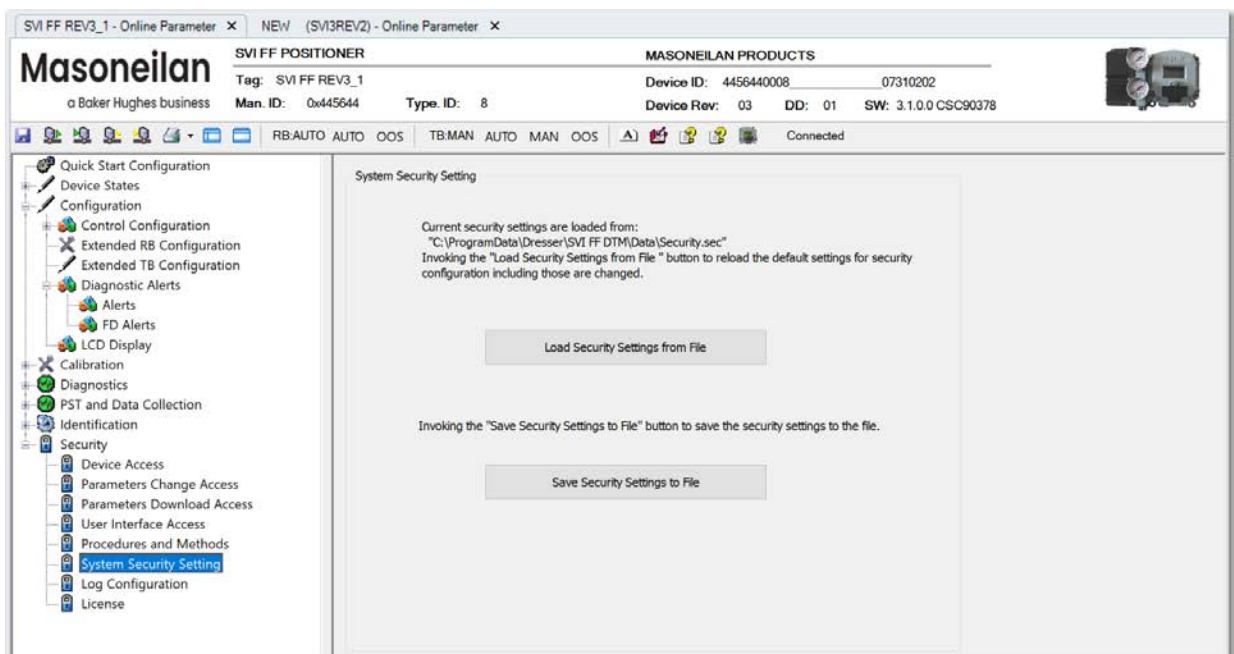 SVI FF REV3_1 - Online Parameter ✕ NEW (SVI3REV2) - Online Parameter ✕
Masoneilan
a Baker Hughes business
SVI FF POSITIONER
Tag: SVI FF REV3_1
Man. ID: 0x445644 Type. ID: 8
MASONEILAN PRODUCTS
Device ID: 4456440008________07310202
Device Rev: 03 DD: 01 SW: 3.1.0.0 CSC90378
RB:AUTO AUTO OOS TB:MAN AUTO MAN OOS Connected
Quick Start Configuration
Device States
Configuration
Control Configuration
Extended RB Configuration
Extended TB Configuration
Diagnostic Alerts
Alerts
FD Alerts
LCD Display
Calibration
Diagnostics
PST and Data Collection
Identification
Security
Device Access
Parameters Change Access
Parameters Download Access
User Interface Access
Procedures and Methods
System Security Setting
Log Configuration
License
System Security Setting
Current security settings are loaded from:
"C:\ProgramData\Dresser\SVI FF DTM\Data\Security.sec"
Invoking the "Load Security Settings from File " button to reload the default settings for security
configuration including those are changed.
Load Security Settings from File
Invoking the "Save Security Settings to File" button to save the security settings to the file.
Save Security Settings to File